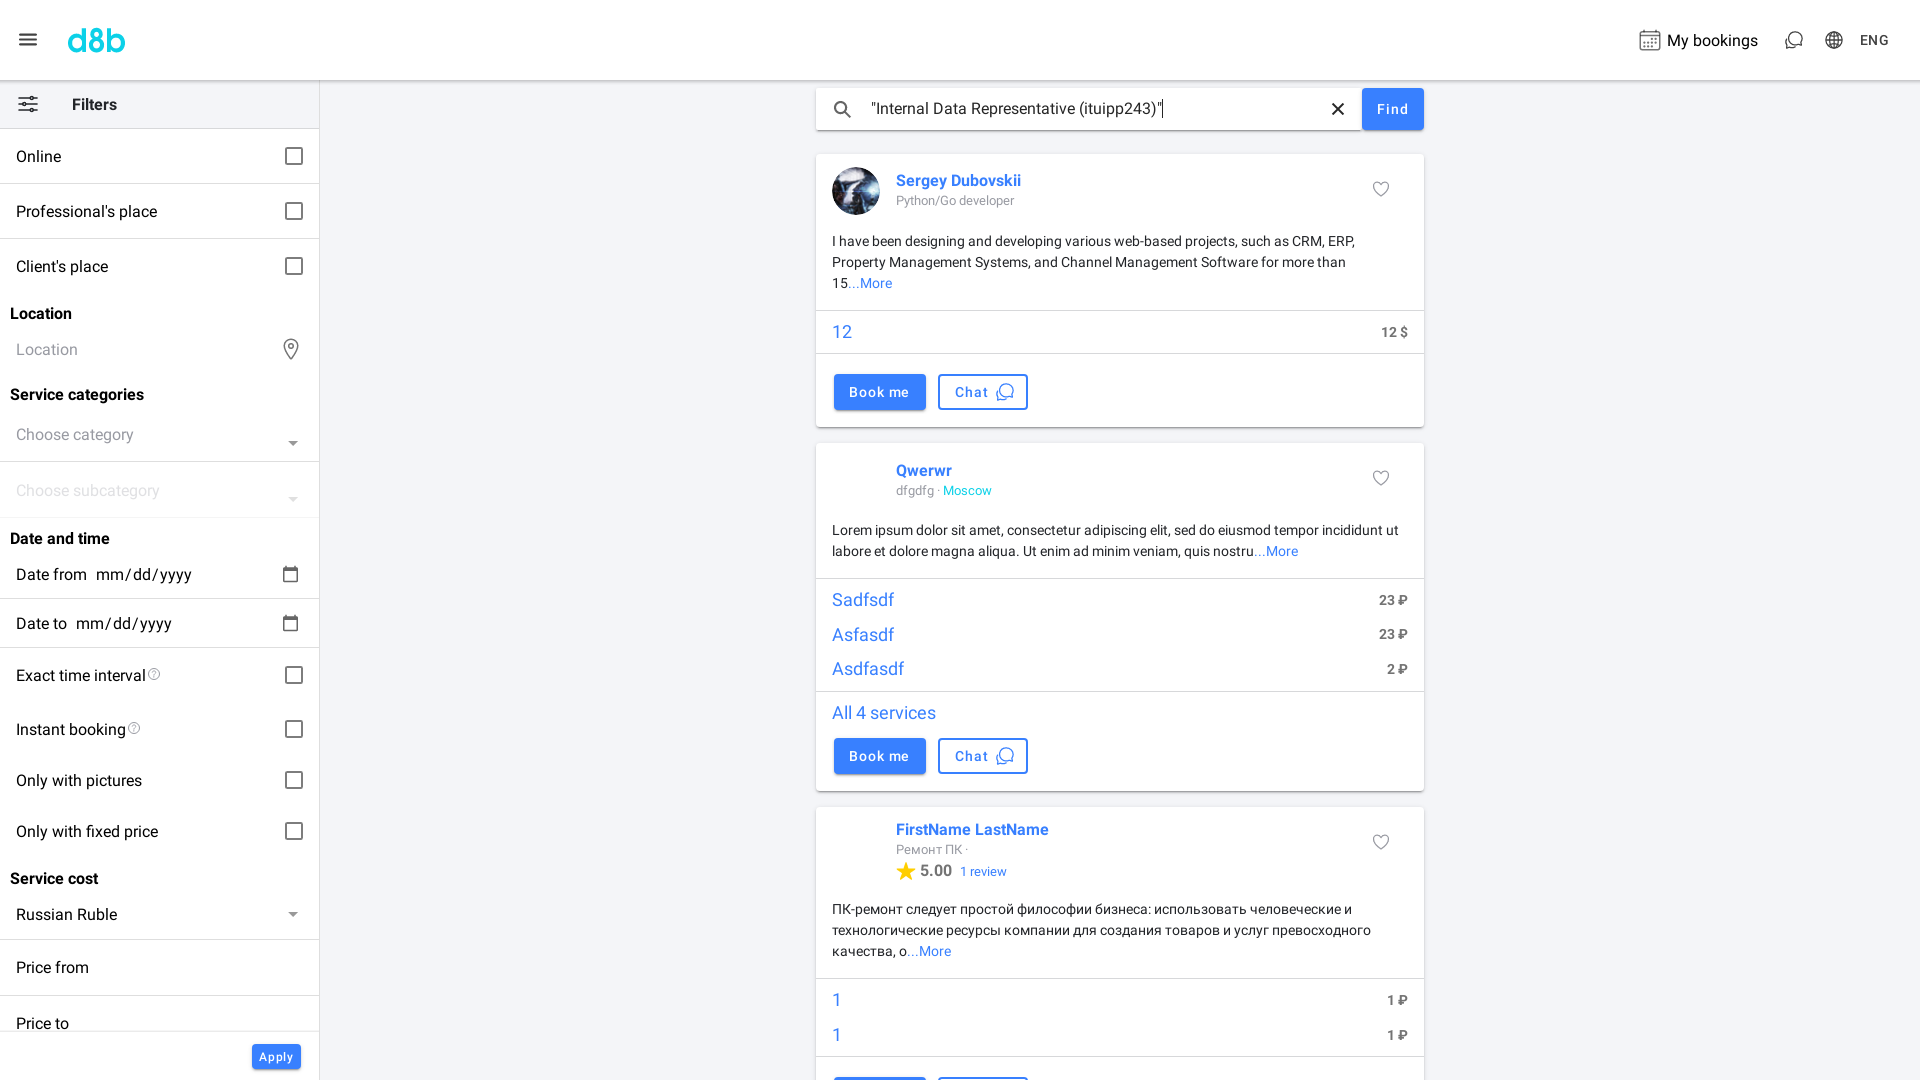 d8b
My bookings
ENG
Filters
Online
Professional's place
Client's place
Location
Location
Service categories
Choose category
Choose subcategory
Date and time
Date from mm/dd/yyyy
Date to mm/dd/yyyy
Exact time interval
Instant booking
Only with pictures
Only with fixed price
Service cost
Russian Ruble
Price from
Price to
Apply
"Internal Data Representative (ituipp243)"
Find
Sergey Dubovskii
Python/Go developer
I have been designing and developing various web-based projects, such as CRM, ERP,
Property Management Systems, and Channel Management Software for more than
15...More
12 12 $
Book me Chat
Qwerwr
dfgdfg · Moscow
Lorem ipsum dolor sit amet, consectetur adipiscing elit, sed do eiusmod tempor incididunt ut
labore et dolore magna aliqua. Ut enim ad minim veniam, quis nostru...More
Sadfsdf 23 ₽
Asfasdf 23 ₽
Asdfasdf 2 ₽
All 4 services
Book me Chat
FirstName LastName
Ремонт ПК ·
5.00 1 review
ПК-ремонт следует простой философии бизнеса: использовать человеческие и
технологические ресурсы компании для создания товаров и услуг превосходного
качества, о...More
1 1 ₽
1 1 ₽